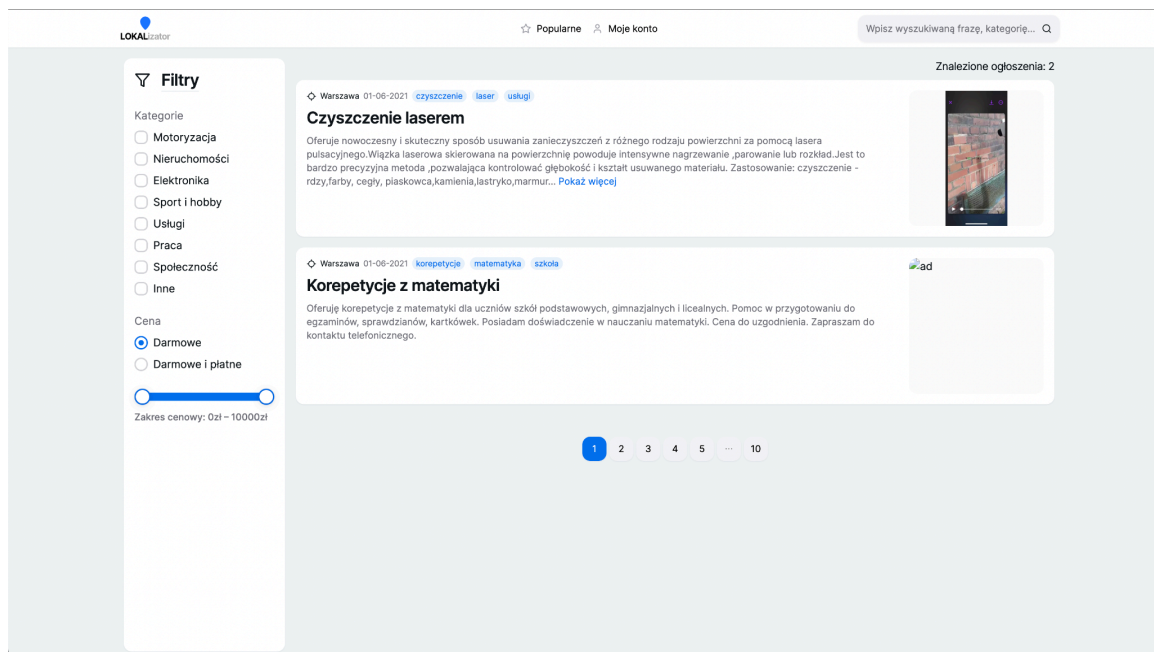 LOKALizator
Popularne
Moje konto
Wpisz wyszukiwaną frazę, kategorię...
Filtry
Kategorie
Motoryzacja
Nieruchomości
Elektronika
Sport i hobby
Usługi
Praca
Społeczność
Inne
Cena
Darmowe
Darmowe i płatne
Zakres cenowy: 0zł – 10000zł
Znalezione ogłoszenia: 2
Warszawa 01-06-2021 czyszczenie laser usługi
Czyszczenie laserem
Oferuje nowoczesny i skuteczny sposób usuwania zanieczyszczeń z różnego rodzaju powierzchni za pomocą lasera
pulsacyjnego.Wiązka laserowa skierowana na powierzchnię powoduje intensywne nagrzewanie ,parowanie lub rozkład.Jest to
bardzo precyzyjna metoda ,pozwalająca kontrolować głębokość i kształt usuwanego materiału. Zastosowanie: czyszczenie -
rdzy,farby, cegły, piaskowca,kamienia,lastryko,marmur... Pokaż więcej
Warszawa 01-06-2021 korepetycje matematyka szkoła
Korepetycje z matematyki
Oferuję korepetycje z matematyki dla uczniów szkół podstawowych, gimnazjalnych i licealnych. Pomoc w przygotowaniu do
egzaminów, sprawdzianów, kartkówek. Posiadam doświadczenie w nauczaniu matematyki. Cena do uzgodnienia. Zapraszam do
kontaktu telefonicznego.
ad
1 2 3 4 5 ... 10